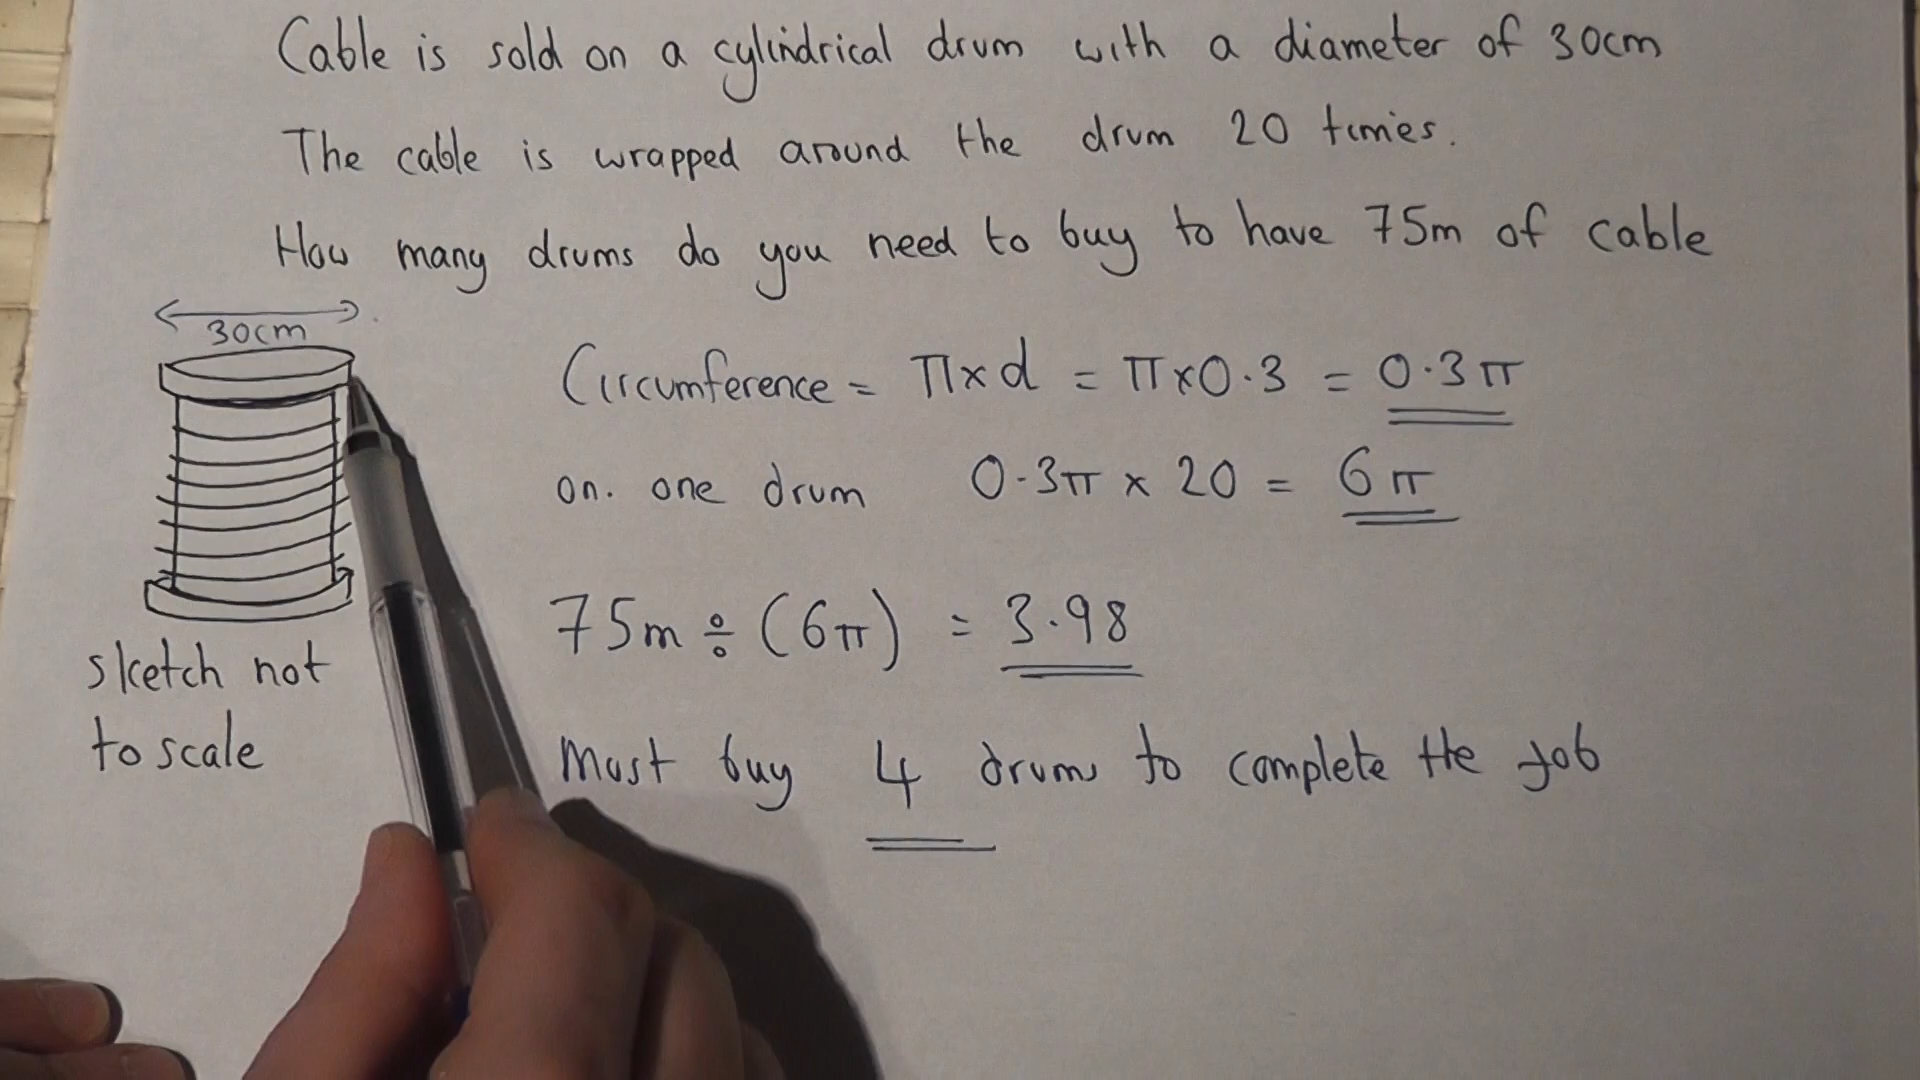 Cable is sold on a cylindrical drum with a diameter of 30cm
The cable is wrapped around the drum 20 times.
How many drums do you need to buy to have 75m of cable
30cm
Circumference = π×d = π×0.3 = 0.3π
on. one drum 0.3π × 20 = 6π
75m ÷ (6π) = 3.98
sketch not
to scale
Must buy 4 drums to complete the job